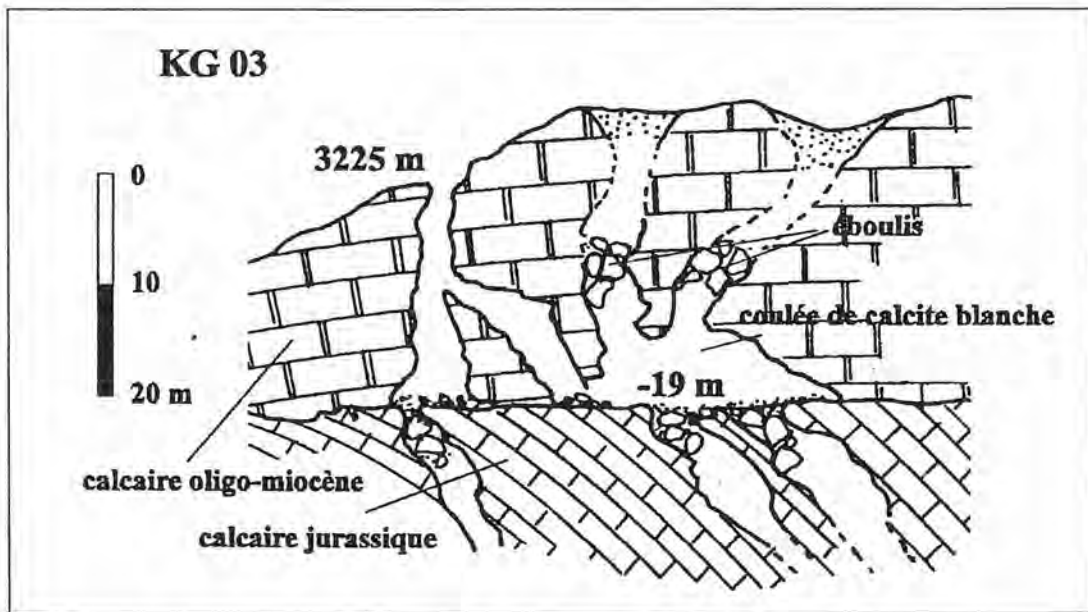 KG 03
0
10
20 m
3225 m
éboulis
coulée de calcite blanche
-19 m
calcaire oligo-miocène
calcaire jurassique